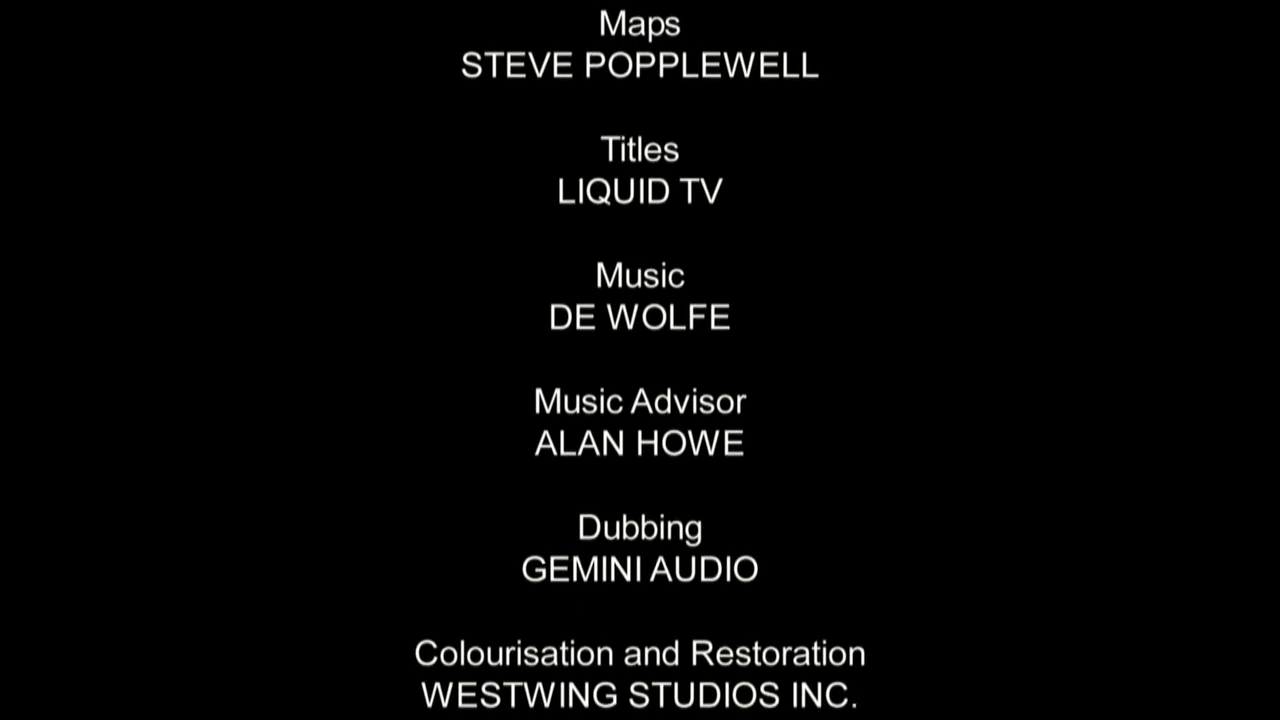 Maps
STEVE POPPLEWELL
Titles
LIQUID TV
Music
DE WOLFE
Music Advisor
ALAN HOWE
Dubbing
GEMINI AUDIO
Colourisation and Restoration
WESTWING STUDIOS INC.